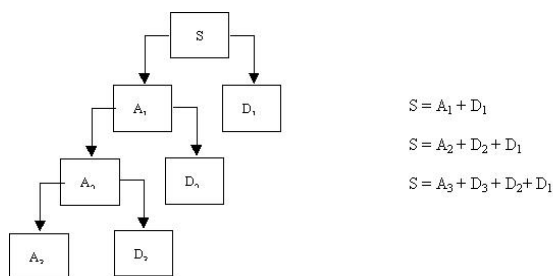 S
A₁ D₁
S = A₁ + D₁
A₂ D₂
S = A₂ + D₂ + D₁
S = A₃ + D₃ + D₂+ D₁
A₃ D₃